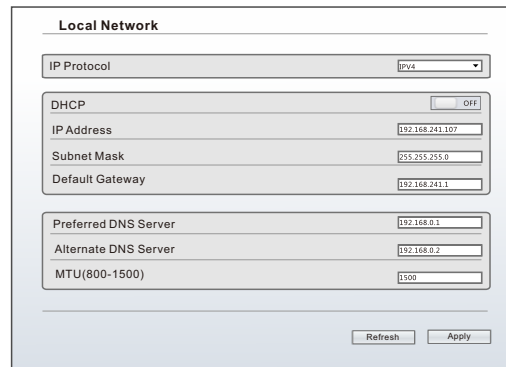 Local Network
IP Protocol IPV4
DHCP OFF
IP Address 192.168.241.107
Subnet Mask 255.255.255.0
Default Gateway 192.168.241.1
Preferred DNS Server 192.168.0.1
Alternate DNS Server 192.168.0.2
MTU(800-1500) 1500
Refresh Apply